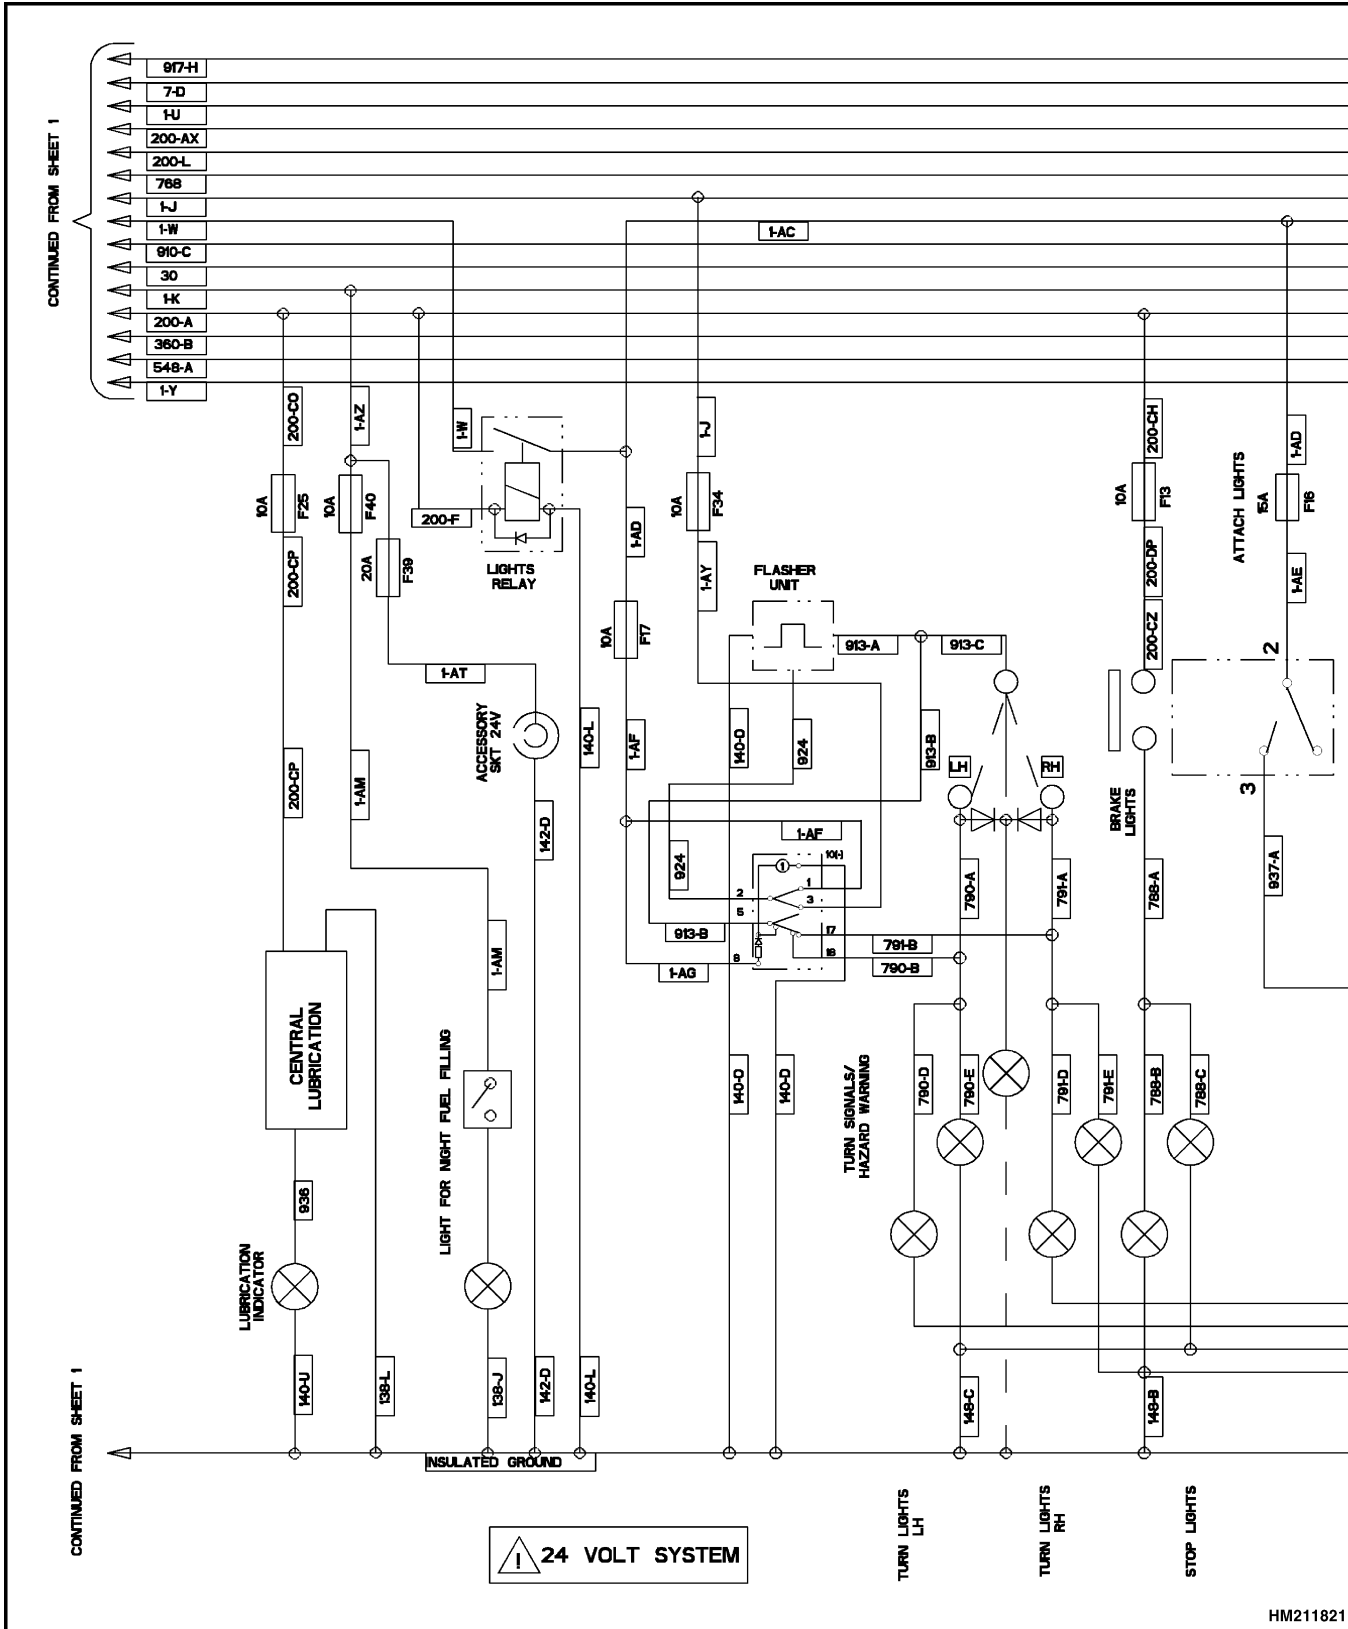 CONTINUED FROM SHEET 1
917-H
7-D
1-U
200-AX
200-L
768
1-J
1-W
1-AC
910-C
30
1-K
200-A
360-B
548-A
1-Y
200-CO
1-AZ
1-W
1-J
200-CH
1-AD
10A
F25
10A
F40
200-F
1-AD
10A
F34
10A
F13
ATTACH LIGHTS
15A
F16
200-CP
20A
F39
LIGHTS
RELAY
1-AY
FLASHER
UNIT
200-DP
1-AE
10A
F17
913-A
913-C
200-CZ
2
1-AT
ACCESSORY
SKT 24V
140-L
1-AF
140-D
924
913-B
LH
RH
200-CP
1-AM
3
BRAKE
LIGHTS
142-D
1-AF
924
10(-)
1
1
2
3
5
17
18
8
913-B
1-AG
791-B
790-B
790-A
791-A
788-A
937-A
1-AM
CENTRAL
LUBRICATION
LIGHT FOR NIGHT FUEL FILLING
140-D
140-D
TURN SIGNALS/
HAZARD WARNING
790-D
790-E
791-D
791-E
788-B
788-C
936
LUBRICATION
INDICATOR
140-U
138-L
138-J
142-D
140-L
148-C
148-B
CONTINUED FROM SHEET 1
INSULATED GROUND
TURN LIGHTS
LH
TURN LIGHTS
RH
STOP LIGHTS
! 24 VOLT SYSTEM
HM211821